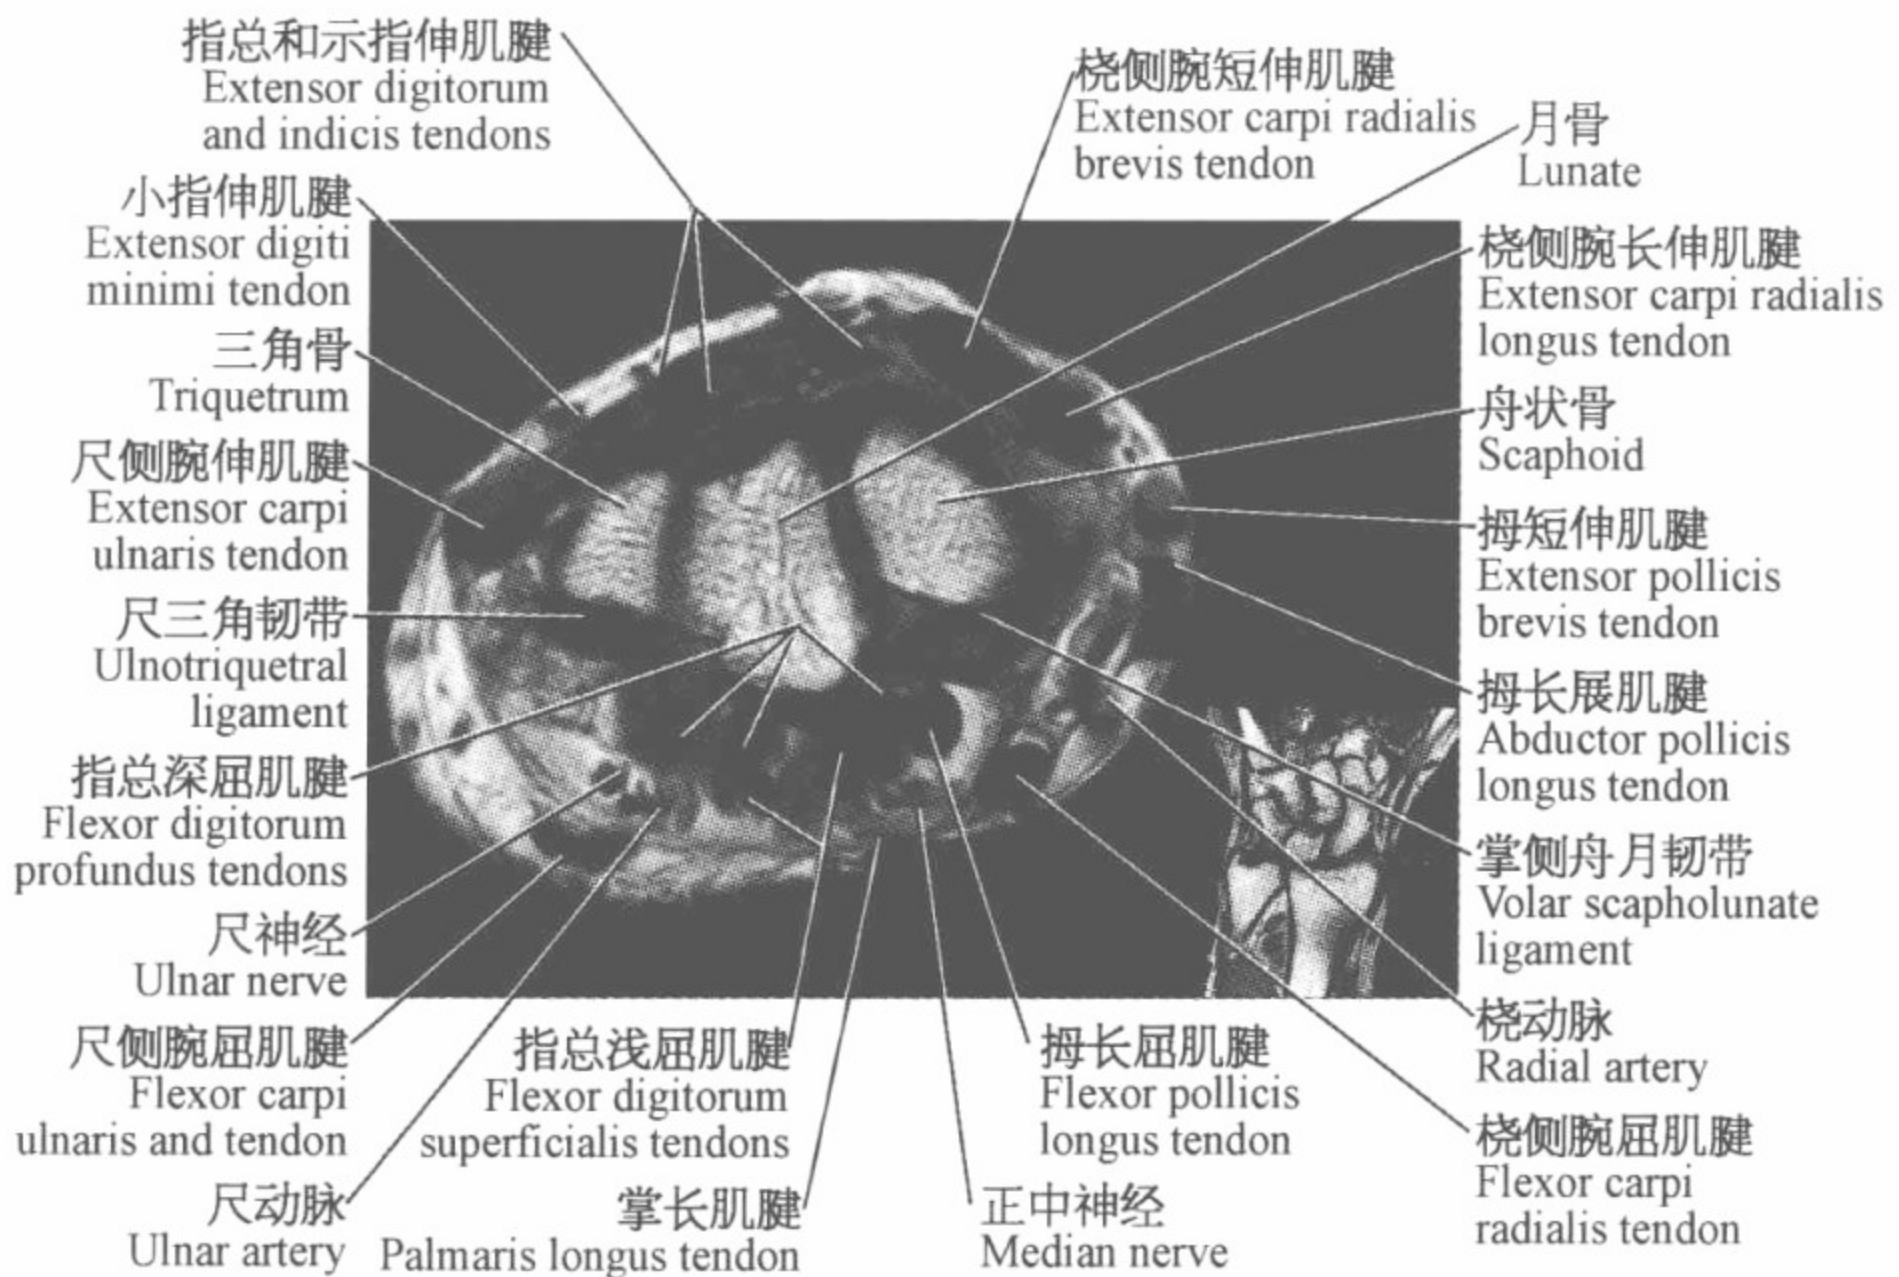 指总和示指伸肌腱
Extensor digitorum
and indicis tendons
小指伸肌腱
Extensor digiti
minimi tendon
三角骨
Triquetrum
尺侧腕伸肌腱
Extensor carpi
ulnaris tendon
尺三角韧带
Ulnotriquetral
ligament
指总深屈肌腱
Flexor digitorum
profundus tendons
尺神经
Ulnar nerve
尺侧腕屈肌腱
Flexor carpi
ulnaris and tendon
尺动脉
Ulnar artery
指总浅屈肌腱
Flexor digitorum
superficialis tendons
掌长肌腱
Palmaris longus tendon
桡侧腕短伸肌腱
Extensor carpi radialis
brevis tendon
月骨
Lunate
桡侧腕长伸肌腱
Extensor carpi radialis
longus tendon
舟状骨
Scaphoid
拇短伸肌腱
Extensor pollicis
brevis tendon
拇长展肌腱
Abductor pollicis
longus tendon
掌侧舟月韧带
Volar scapholunate
ligament
桡动脉
Radial artery
桡侧腕屈肌腱
Flexor carpi
radialis tendon
拇长屈肌腱
Flexor pollicis
longus tendon
正中神经
Median nerve